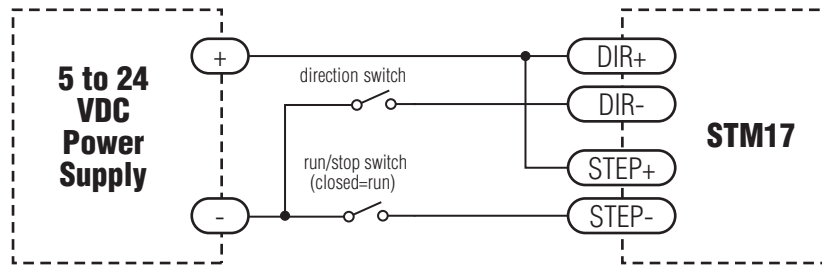 5 to 24
VDC
Power
Supply
+
-
direction switch
run/stop switch
(closed=run)
DIR+
DIR-
STEP+
STEP-
STM17